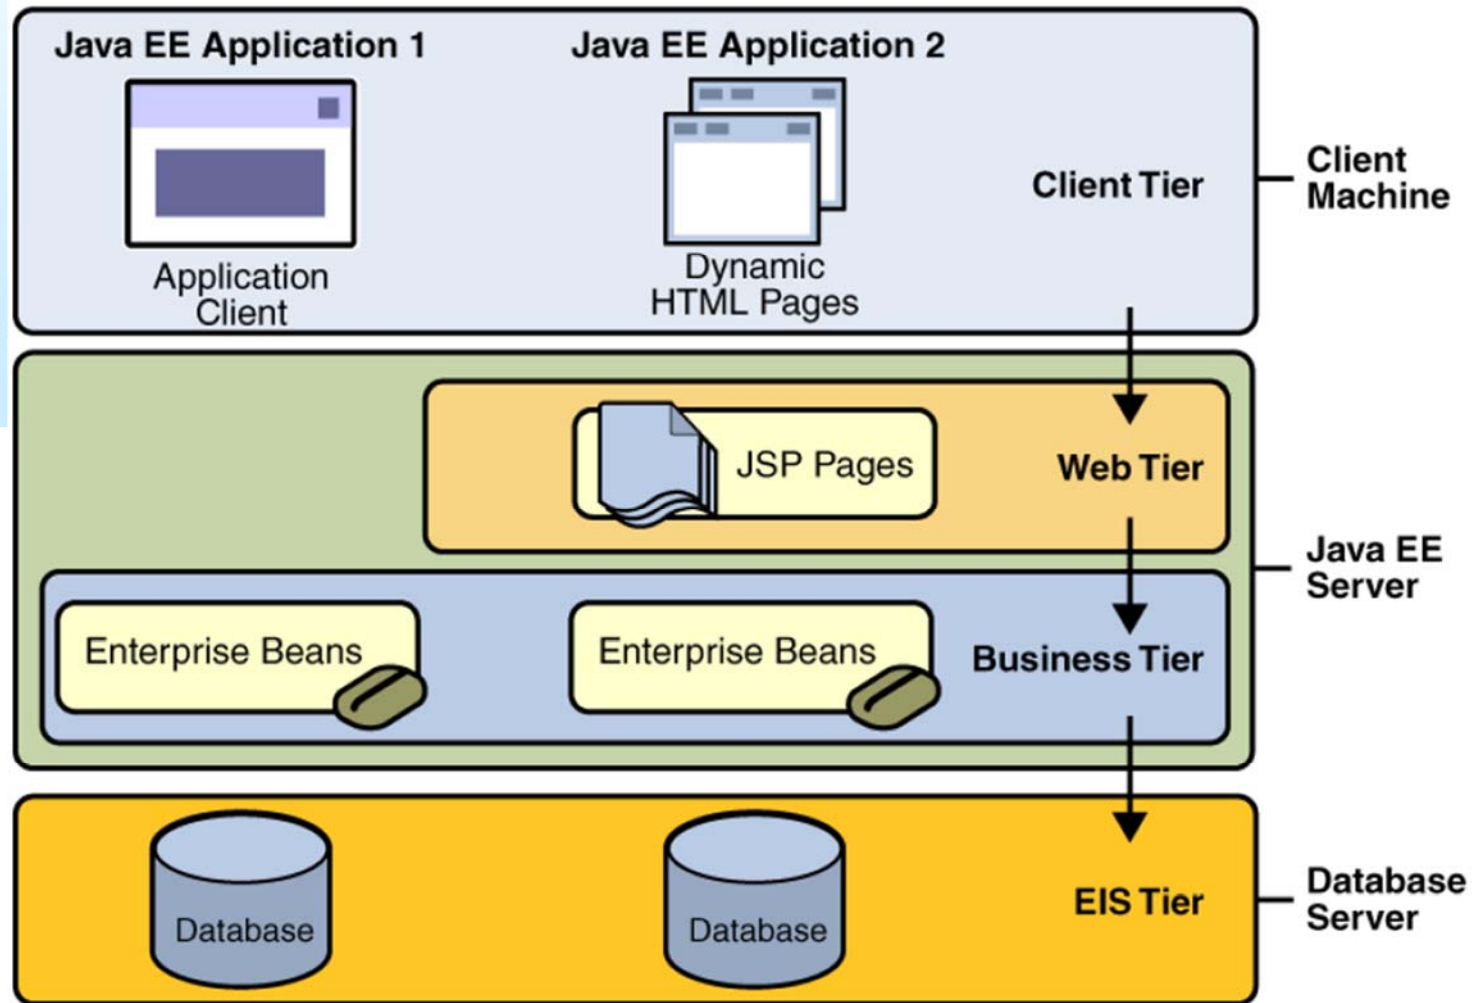 Java EE Application 1
Java EE Application 2
Application
Client
Dynamic
HTML Pages
Client Tier
Client
Machine
JSP Pages
Web Tier
Java EE
Server
Enterprise Beans
Enterprise Beans
Business Tier
Database
Database
EIS Tier
Database
Server